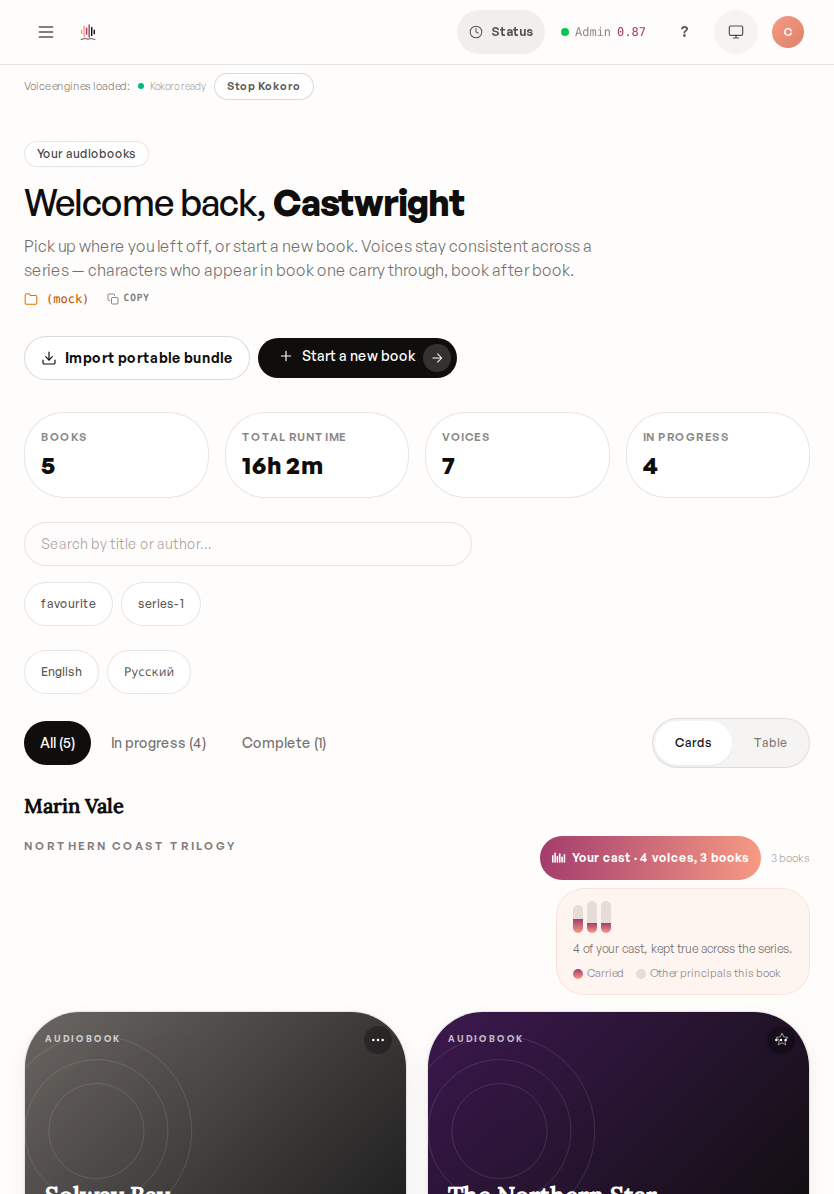 Status
Admin 0.87
?
C
Voice engines loaded:
Kokoro ready
Stop Kokoro
Your audiobooks
Welcome back, Castwright
Pick up where you left off, or start a new book. Voices stay consistent across a
series — characters who appear in book one carry through, book after book.
(mock)
COPY
Import portable bundle
Start a new book
BOOKS
5
TOTAL RUNTIME
16h 2m
VOICES
7
IN PROGRESS
4
Search by title or author...
favourite
series-1
English
Русский
All (5)
In progress (4)
Complete (1)
Cards
Table
Marin Vale
NORTHERN COAST TRILOGY
Your cast · 4 voices, 3 books
3 books
4 of your cast, kept true across the series.
Carried
Other principals this book
AUDIOBOOK
Solway Bay
AUDIOBOOK
The Northern Star